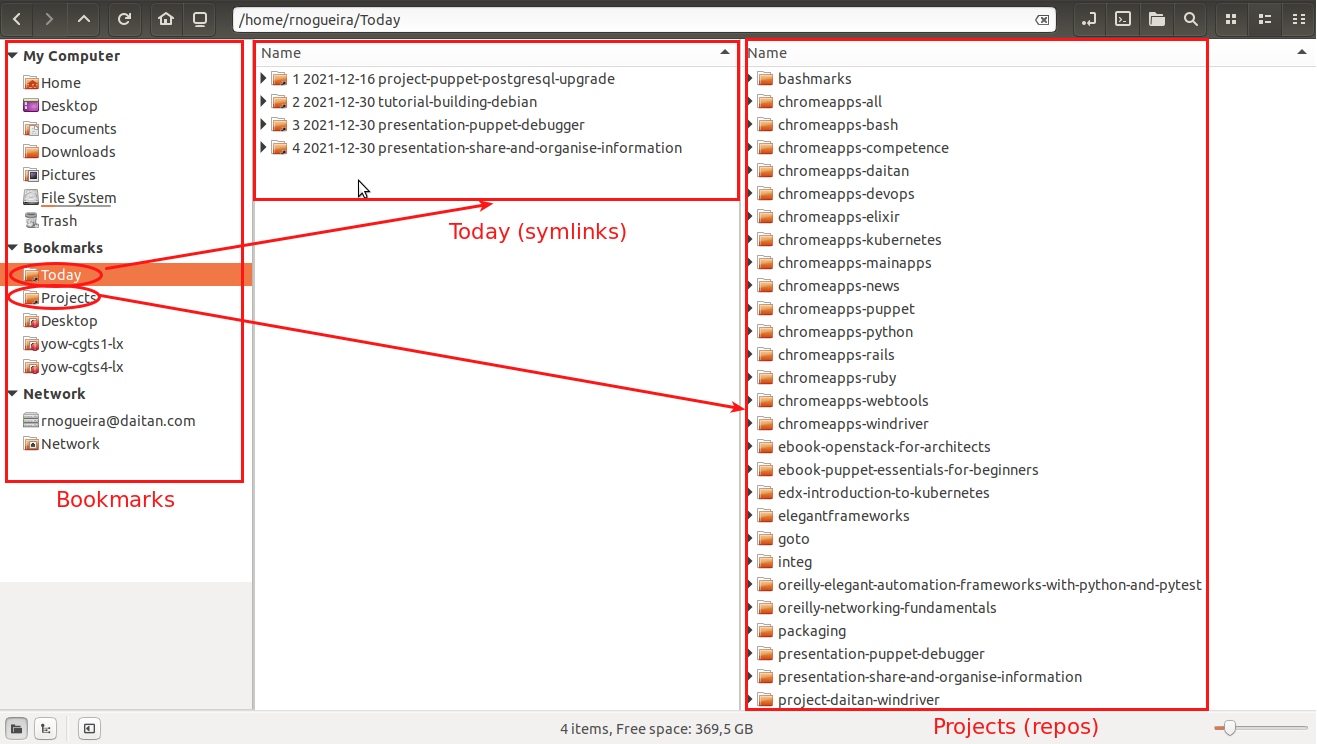 /home/rnogueira/Today
My Computer
Home
Desktop
Documents
Downloads
Pictures
File System
Trash
Bookmarks
Today
Projects
Desktop
yow-cgts1-lx
yow-cgts4-lx
Network
rnogueira@daitan.com
Network
Bookmarks
Name
1 2021-12-16 project-puppet-postgresql-upgrade
2 2021-12-30 tutorial-building-debian
3 2021-12-30 presentation-puppet-debugger
4 2021-12-30 presentation-share-and-organise-information
Today (symlinks)
Name
bashmarks
chromeapps-all
chromeapps-bash
chromeapps-competence
chromeapps-daitan
chromeapps-devops
chromeapps-elixir
chromeapps-kubernetes
chromeapps-mainapps
chromeapps-news
chromeapps-puppet
chromeapps-python
chromeapps-rails
chromeapps-ruby
chromeapps-webtools
chromeapps-windriver
ebook-openstack-for-architects
ebook-puppet-essentials-for-beginners
edx-introduction-to-kubernetes
elegantframeworks
goto
integ
oreilly-elegant-automation-frameworks-with-python-and-pytest
oreilly-networking-fundamentals
packaging
presentation-puppet-debugger
presentation-share-and-organise-information
project-daitan-windriver
Projects (repos)
4 items, Free space: 369,5 GB